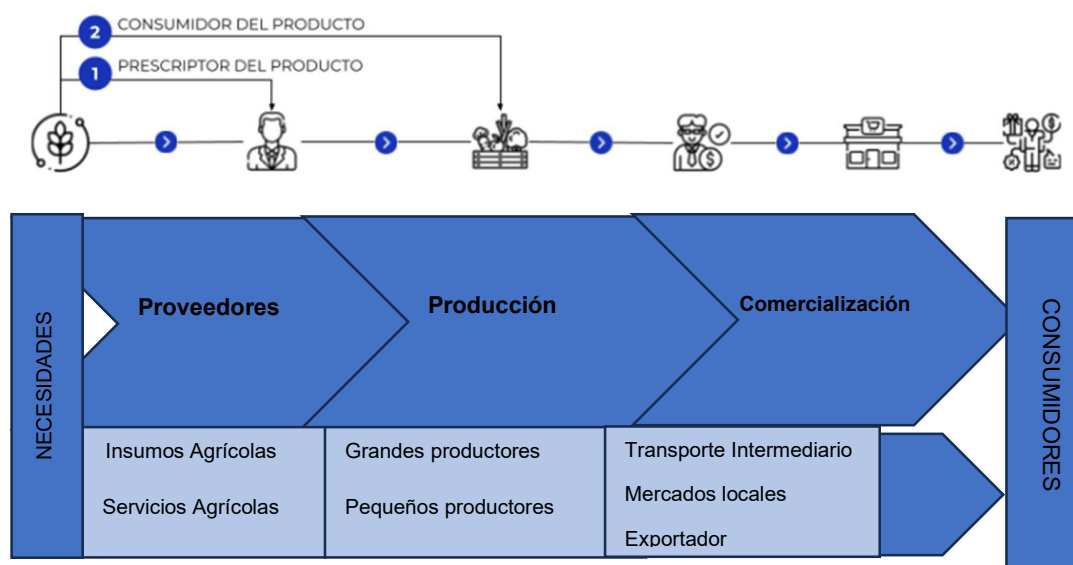 2 CONSUMIDOR DEL PRODUCTO
1 PRESCRIPTOR DEL PRODUCTO
NECESIDADES
Proveedores
Producción
Comercialización
CONSUMIDORES
Insumos Agrícolas
Servicios Agrícolas
Grandes productores
Pequeños productores
Transporte Intermediario
Mercados locales
Exportador